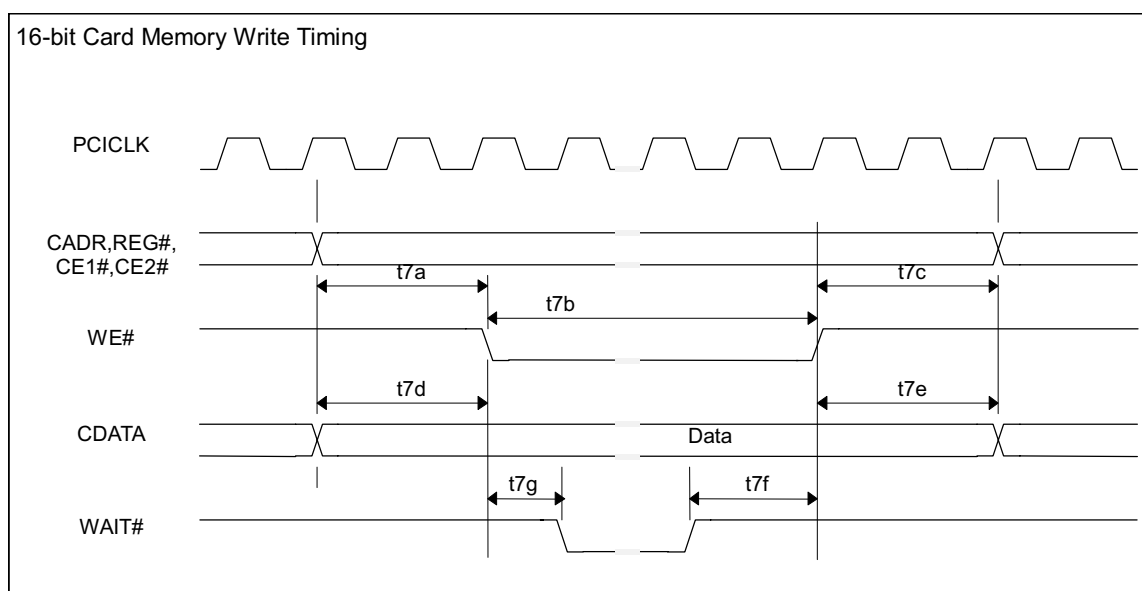 16-bit Card Memory Write Timing
PCICLK
CADR,REG#,
CE1#,CE2#
t7a
t7c
t7b
WE#
t7d
t7e
CDATA
Data
t7g
t7f
WAIT#